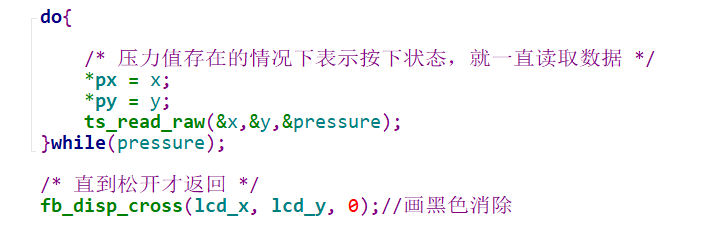 do{
/* 压力值存在的情况下表示按下状态，就一直读取数据 */
*px = x;
*py = y;
ts_read_raw(&x,&y,&pressure);
}while(pressure);
/* 直到松开才返回 */
fb_disp_cross(lcd_x, lcd_y, 0);//画黑色消除